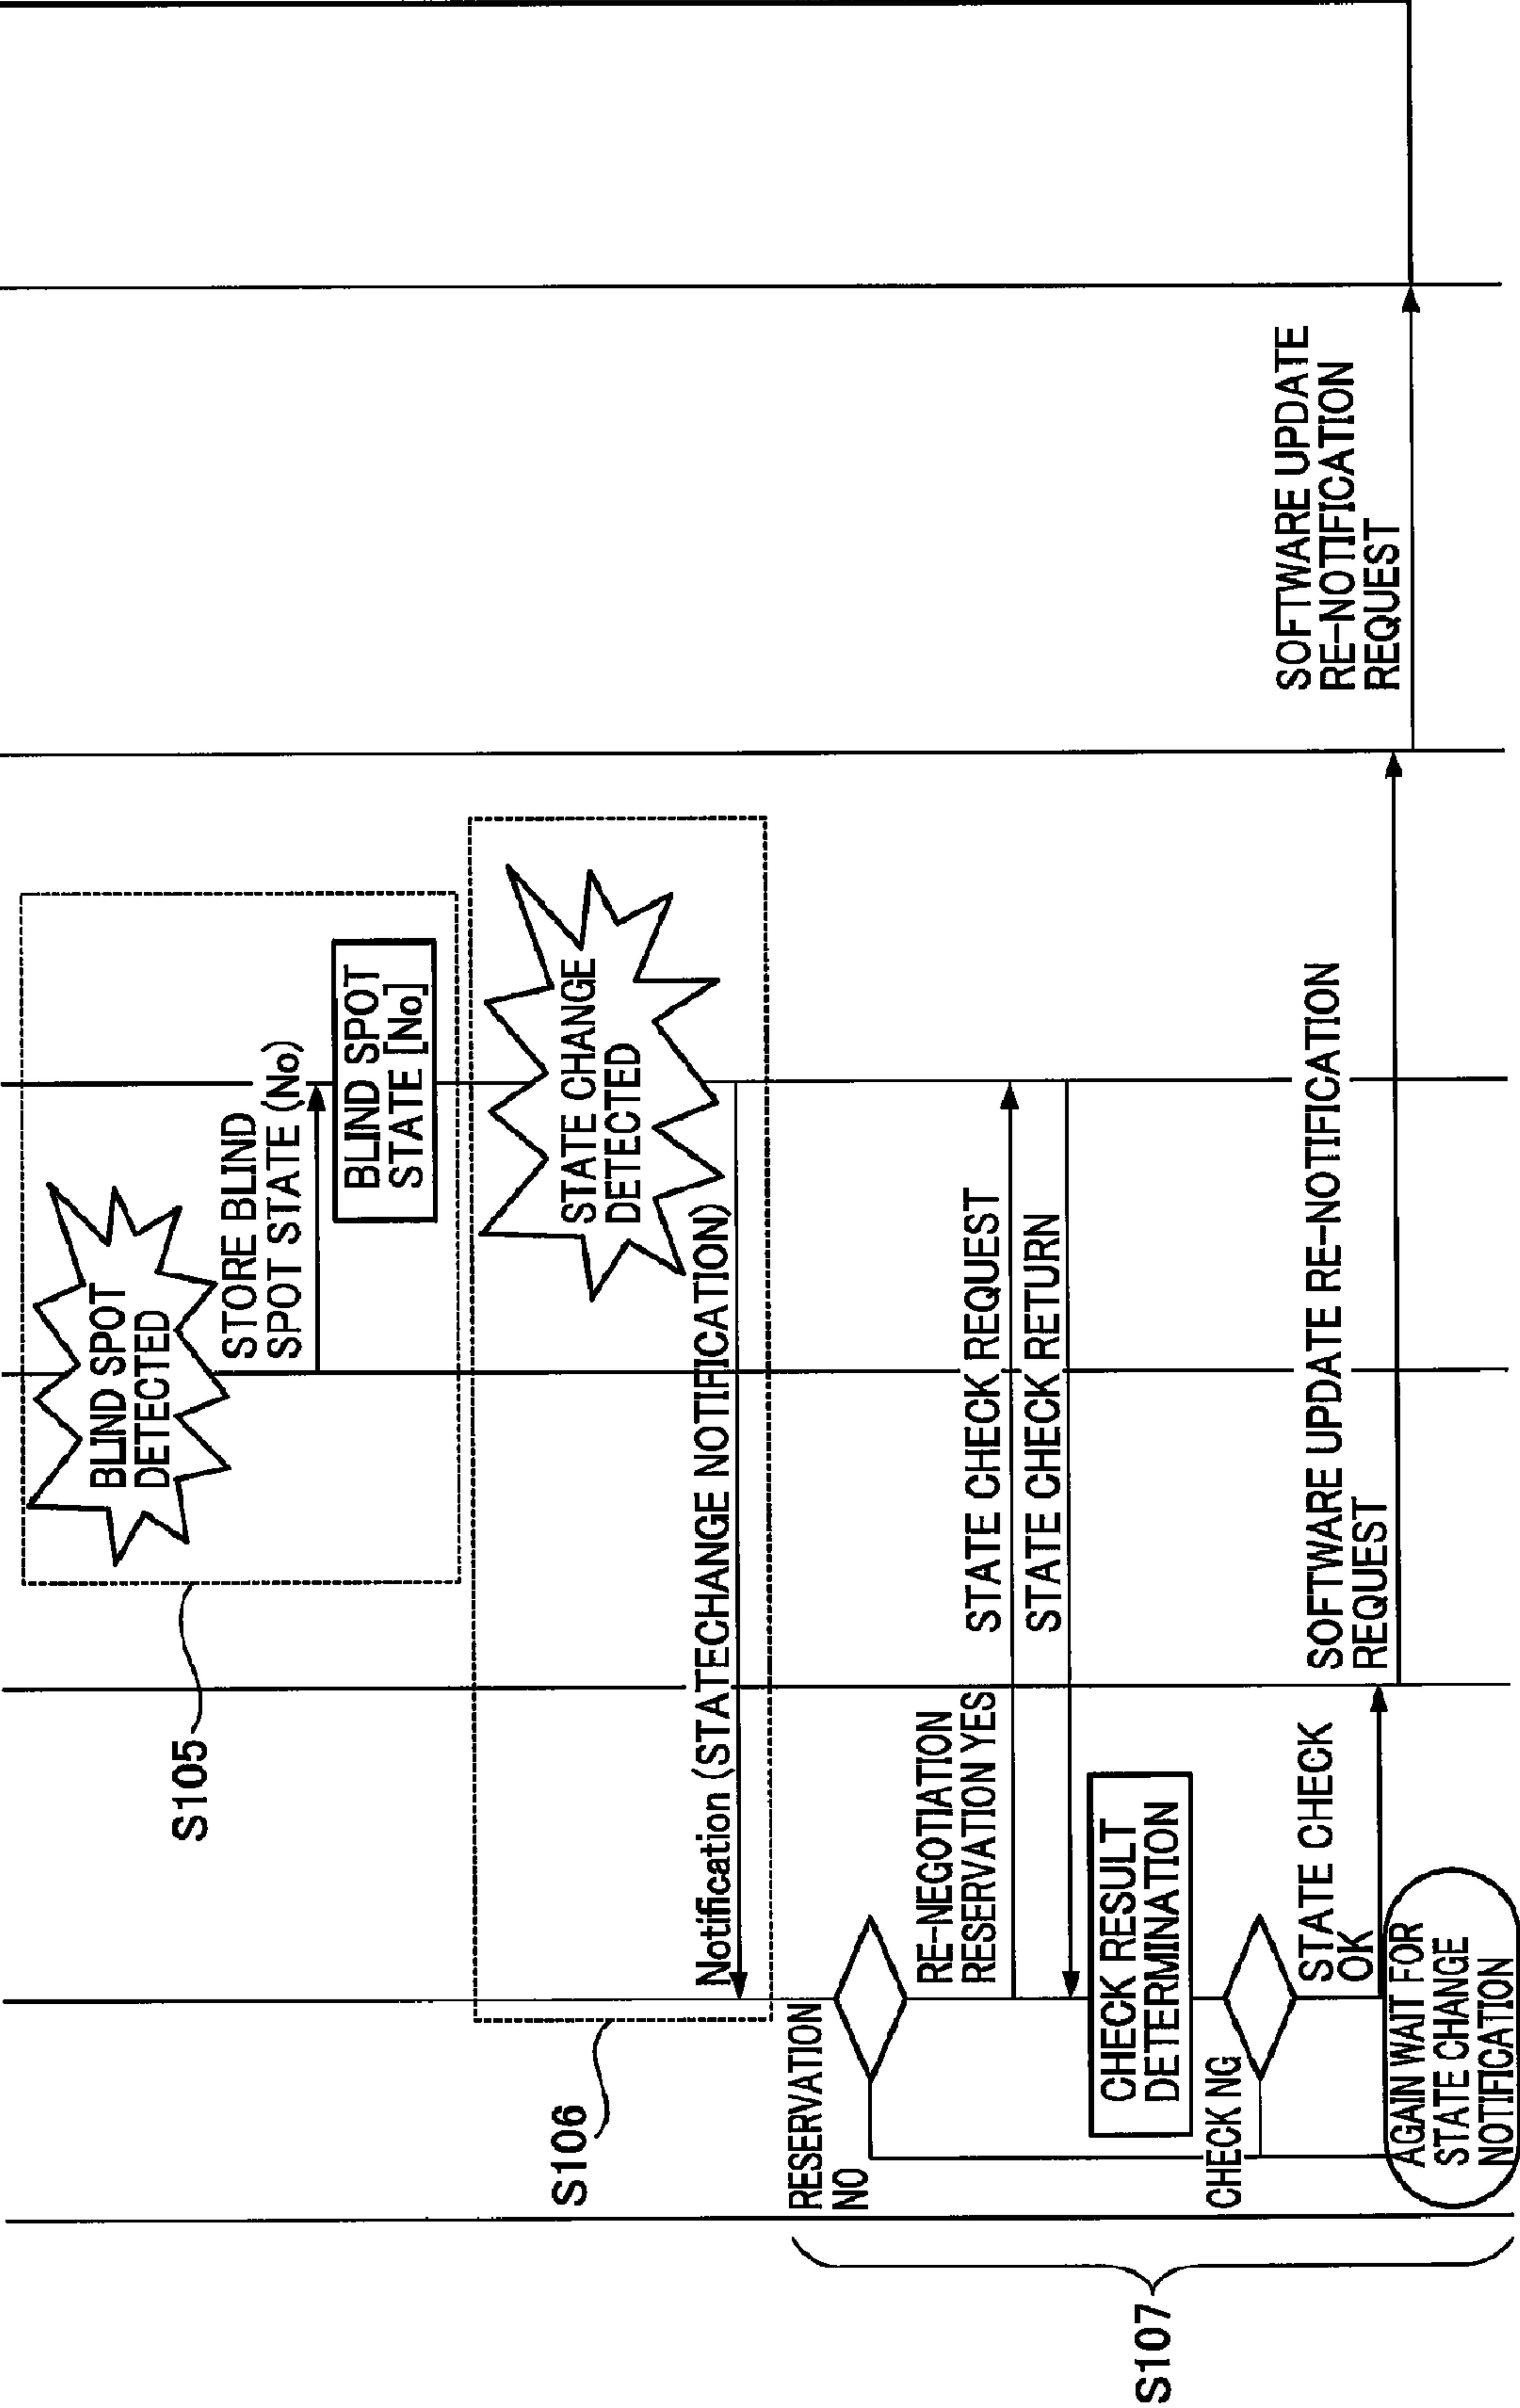 S105
BLIND SPOT
DETECTED
STORE BLIND
SPOT STATE (No)
BLIND SPOT
STATE [No]
S106
STATE CHANGE
DETECTED
Notification (STATECHANGE NOTIFICATION)
S107
RESERVATION
NO
RE-NEGOTIATION
RESERVATION YES
STATE CHECK REQUEST
STATE CHECK RETURN
CHECK RESULT
DETERMINATION
CHECK NG
STATE CHECK
OK
SOFTWARE UPDATE RE-NOTIFICATION
REQUEST
SOFTWARE UPDATE
RE-NOTIFICATION
REQUEST
AGAIN WAIT FOR
STATE CHANGE
NOTIFICATION